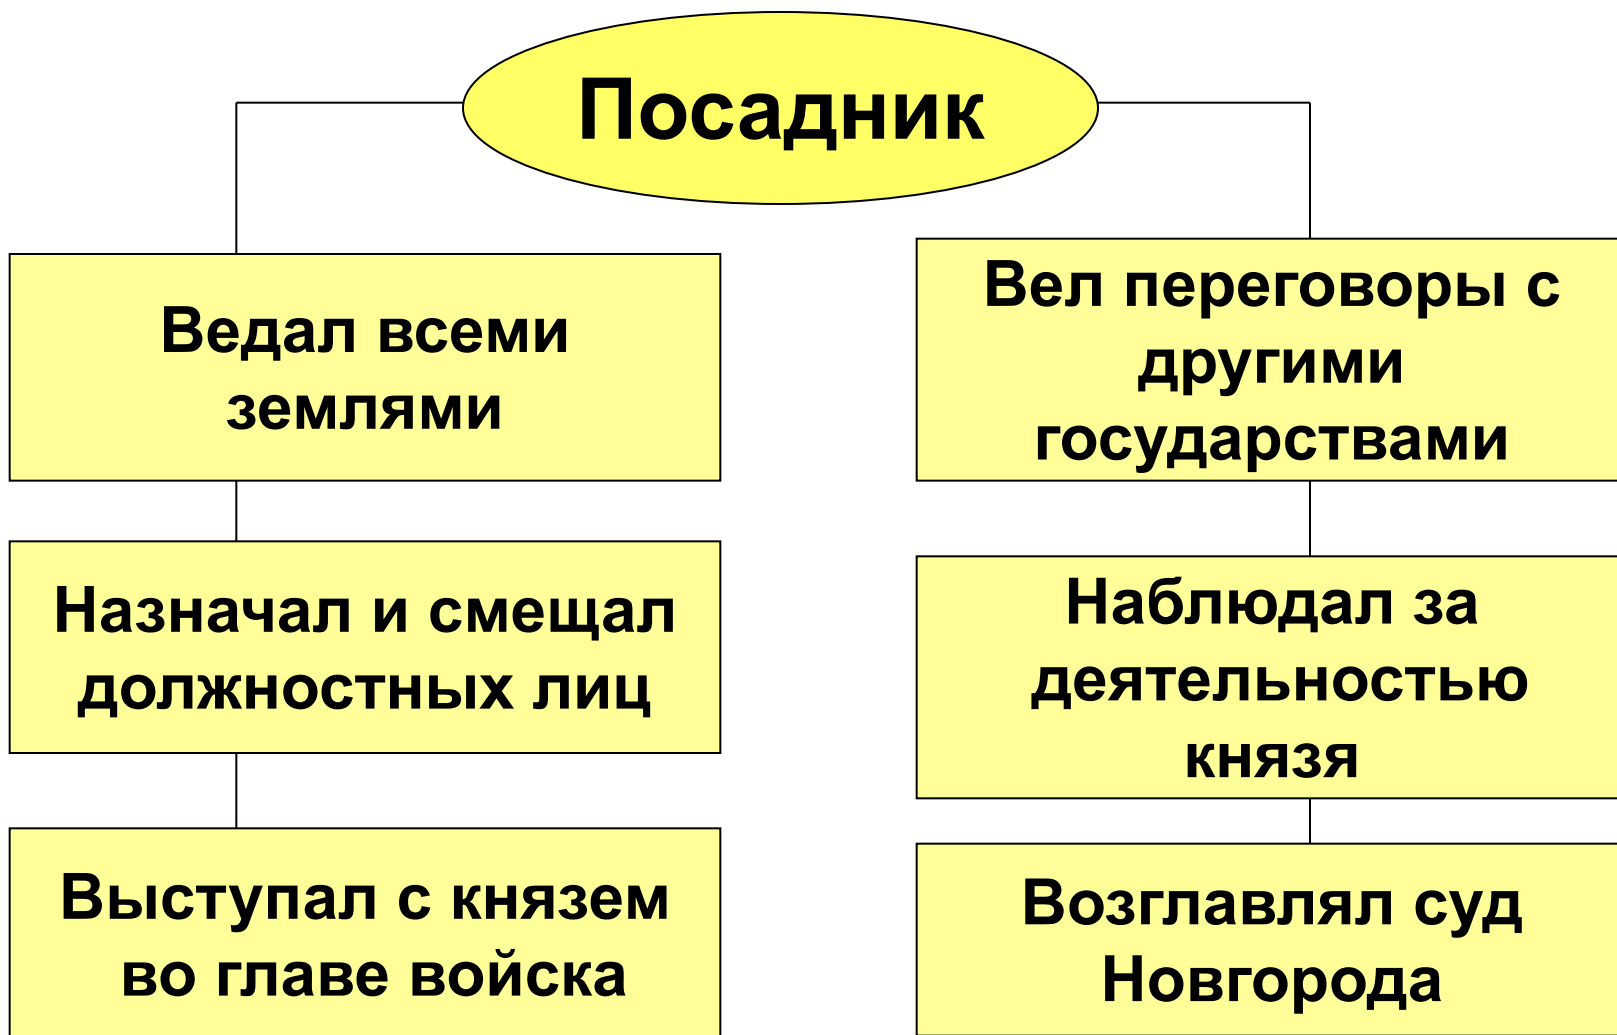 Посадник
Ведал всеми
землями
Назначал и смещал
должностных лиц
Выступал с князем
во главе войска
Вел переговоры с
другими
государствами
Наблюдал за
деятельностью
князя
Возглавлял суд
Новгорода